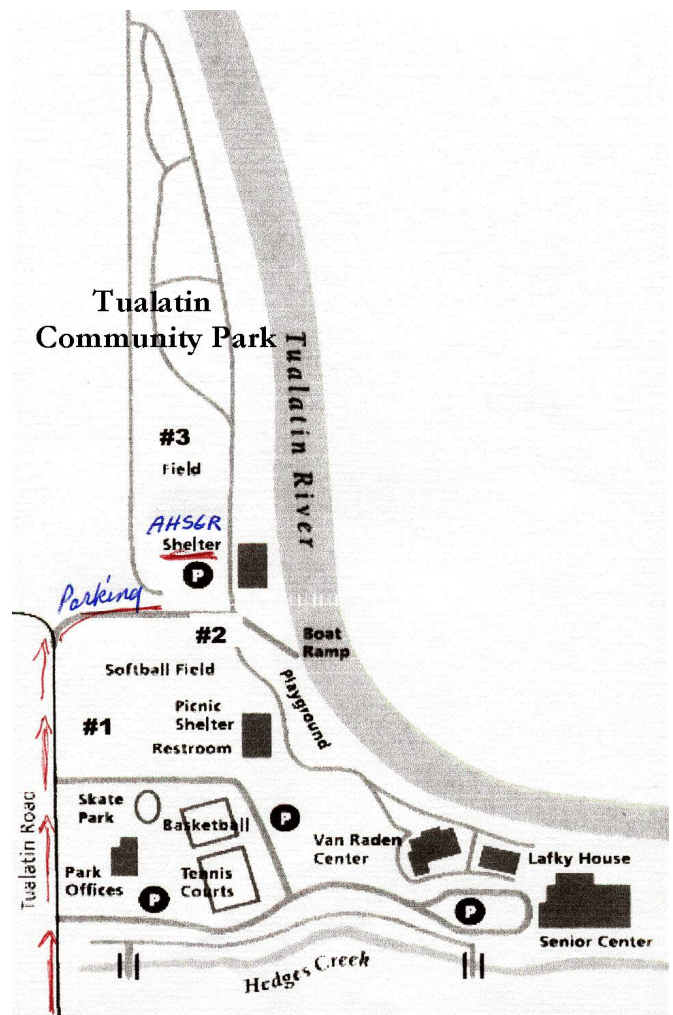 Tualatin
Community Park
Tualatin River
#3
Field
AHSGR
Shelter
P
Parking
#2
Boat
Ramp
Softball Field
Playground
Picnic
Shelter
#1
Restroom
Tualatin Road
Skate
Park
Basketball
P
Van Raden
Center
Lafky House
Park
Offices
Tennis
Courts
P
P
Senior Center
Hedges Creek